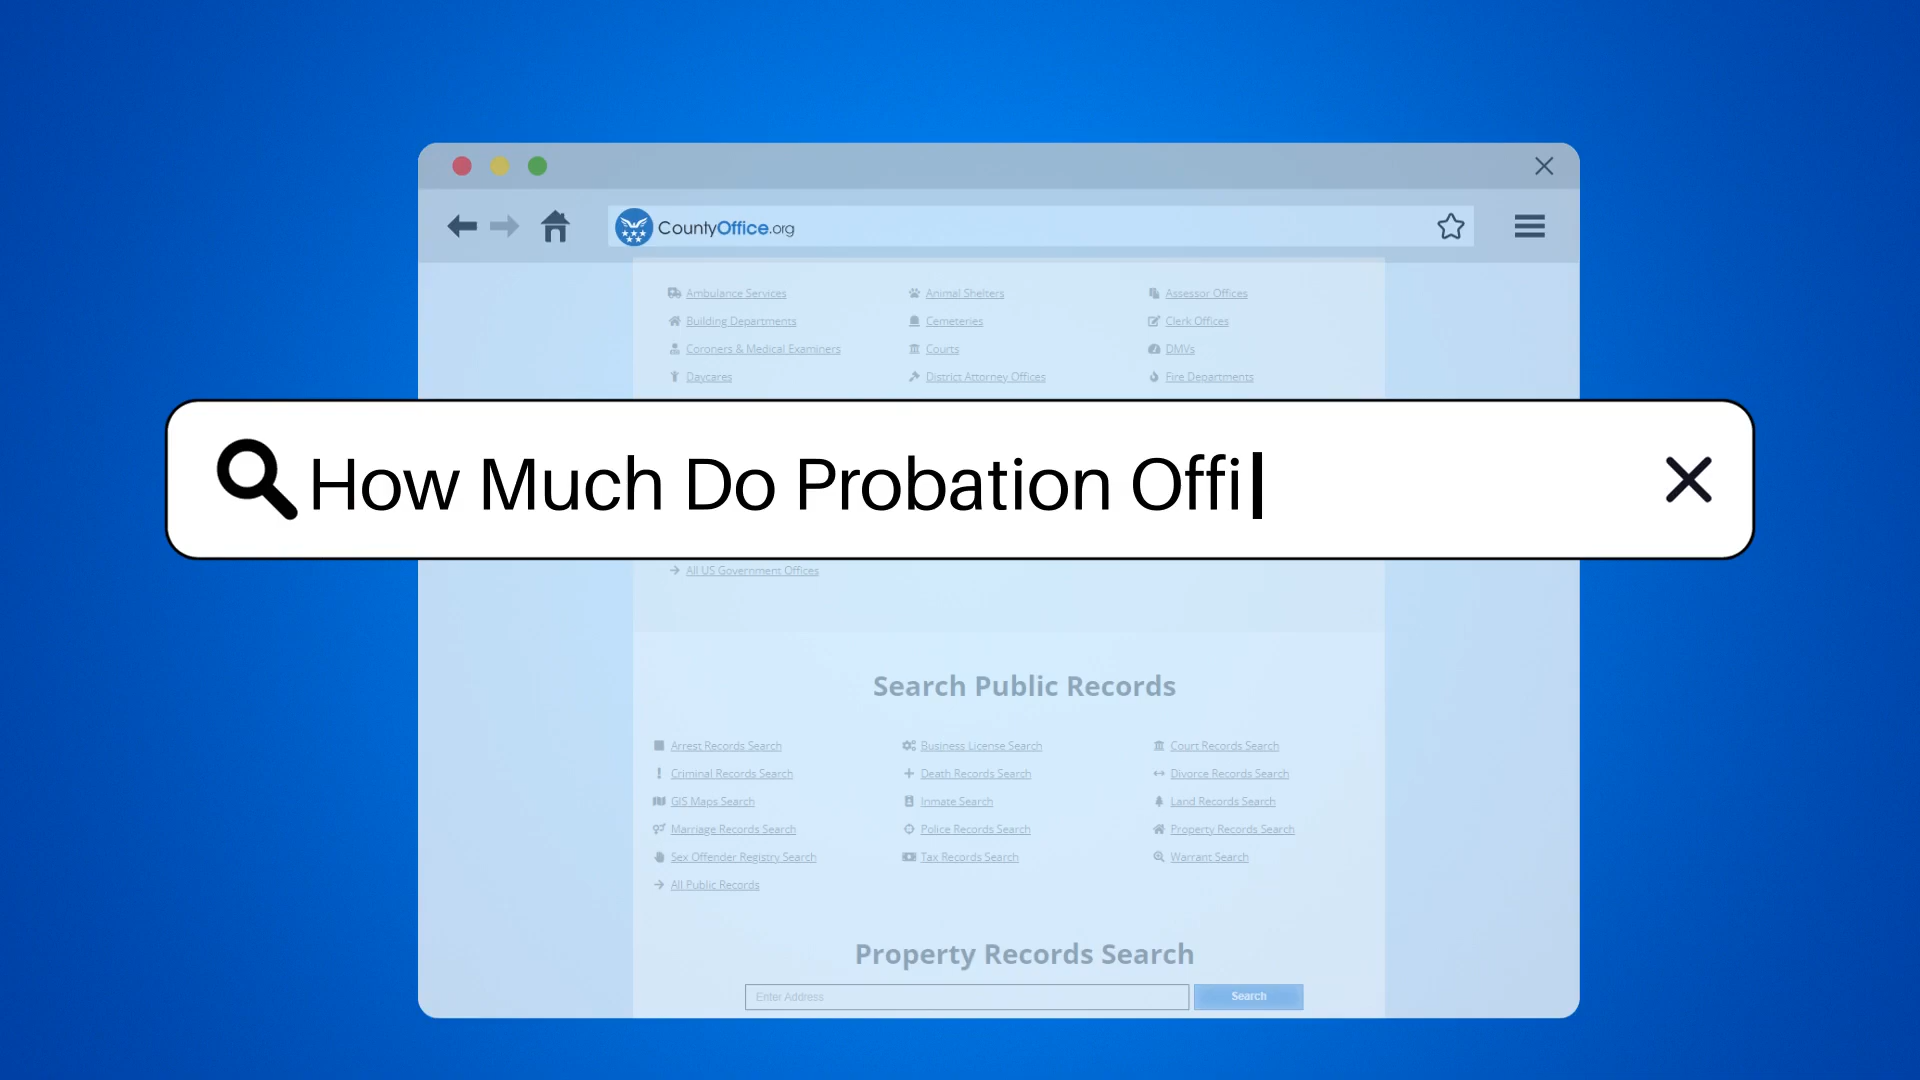 CountyOffice.org
Ambulance Services Animal Shelters Assessor Offices
Building Departments Cemeteries Clerk Offices
Coroners & Medical Examiners Courts DMVs
Daycares District Attorney Offices Fire Departments
How Much Do Probation Offi
All US Government Offices
Search Public Records
Arrest Records Search Business License Search Court Records Search
Criminal Records Search Death Records Search Divorce Records Search
GIS Maps Search Inmate Search Land Records Search
Marriage Records Search Police Records Search Property Records Search
Sex Offender Registry Search Tax Records Search Warrant Search
All Public Records
Property Records Search
Enter Address Search